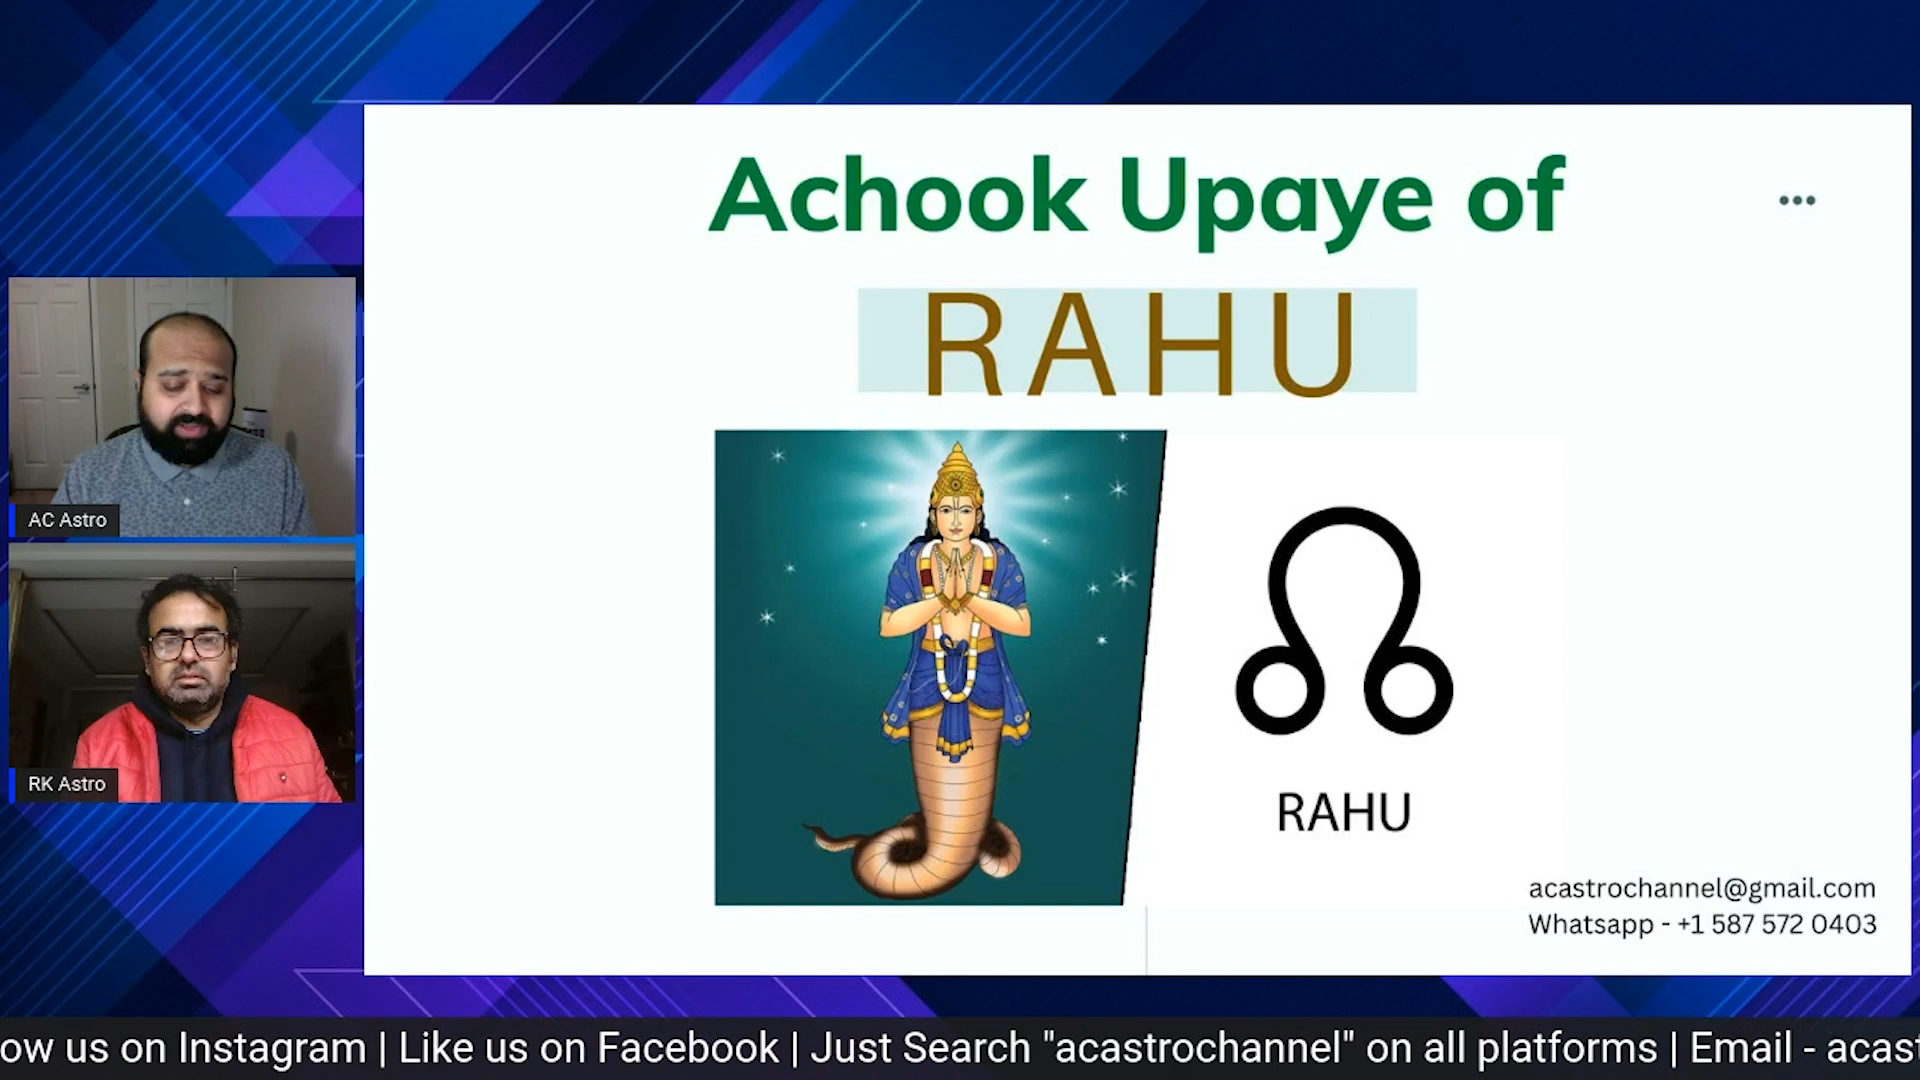 Achook Upaye of
RAHU
RAHU
acastrochannel@gmail.com
Whatsapp - +1 587 572 0403
AC Astro
RK Astro
ow us on Instagram | Like us on Facebook | Just Search "acastrochannel" on all platforms | Email - acast